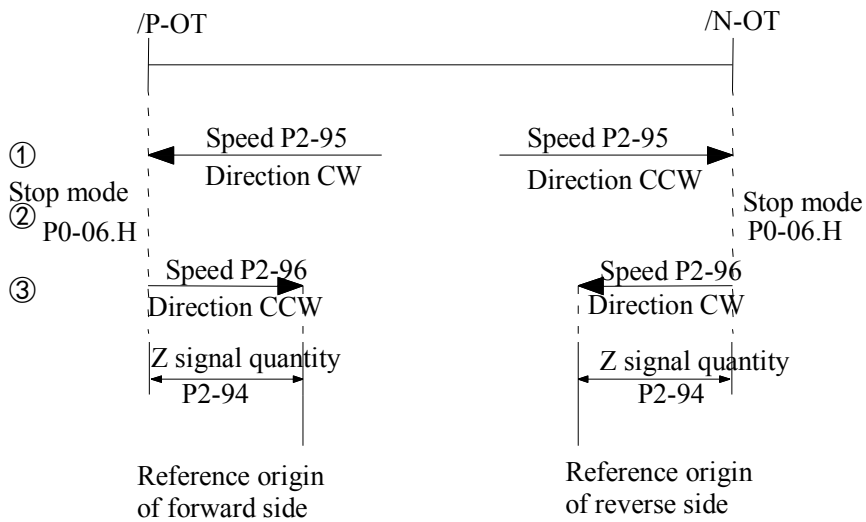 /P-OT
/N-OT
①
Speed P2-95
Direction CW
Speed P2-95
Direction CCW
Stop mode
②
P0-06.H
Stop mode
P0-06.H
③
Speed P2-96
Direction CCW
Speed P2-96
Direction CW
Z signal quantity
P2-94
Z signal quantity
P2-94
Reference origin
of forward side
Reference origin
of reverse side